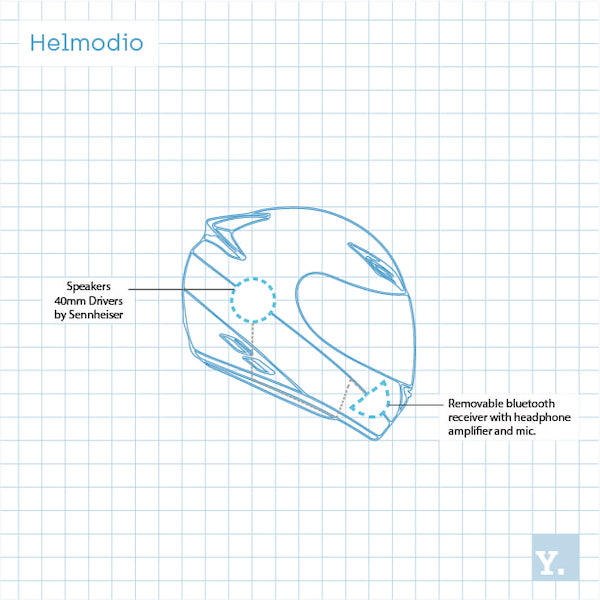 Helmodio
Speakers
40mm Drivers
by Sennheiser
Removable bluetooth
receiver with headphone
amplifier and mic.
Y.